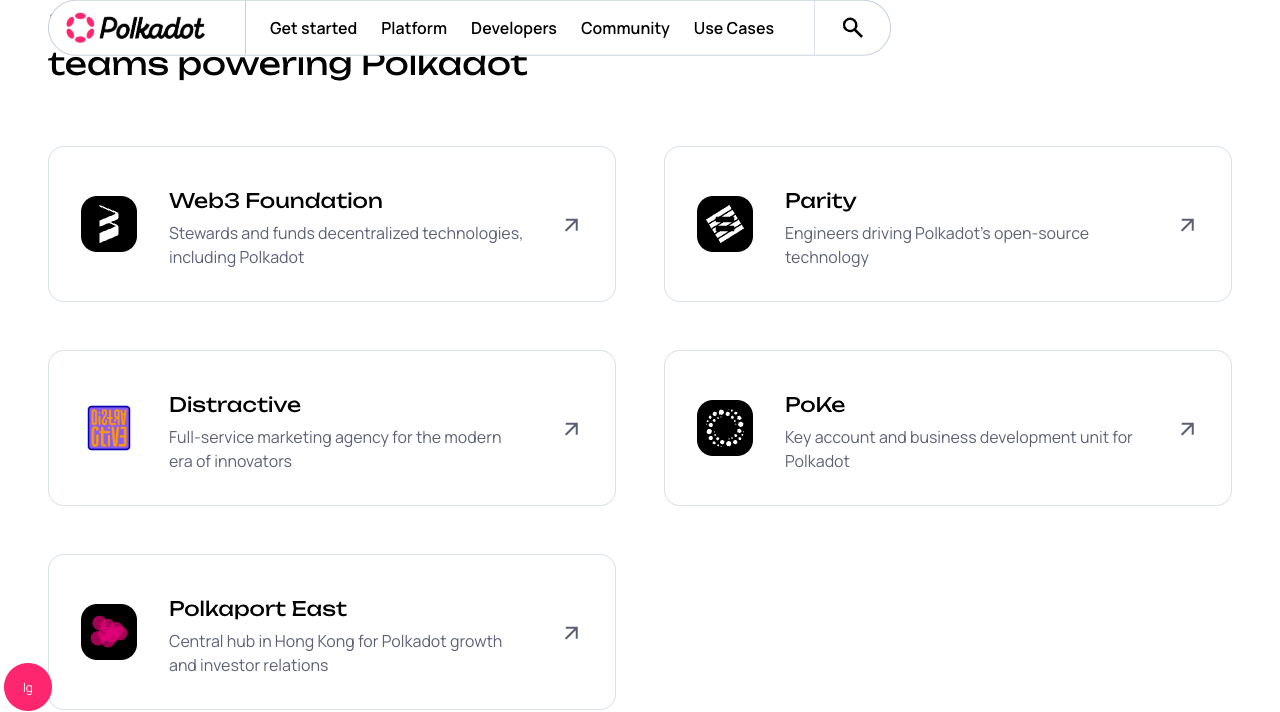 Polkadot
Get started
Platform
Developers
Community
Use Cases
teams powering Polkadot
Web3 Foundation
Stewards and funds decentralized technologies,
including Polkadot
Parity
Engineers driving Polkadot's open-source
technology
DISTRA
CTIVE
Distractive
Full-service marketing agency for the modern
era of innovators
PoKe
Key account and business development unit for
Polkadot
Polkaport East
Central hub in Hong Kong for Polkadot growth
and investor relations
lg